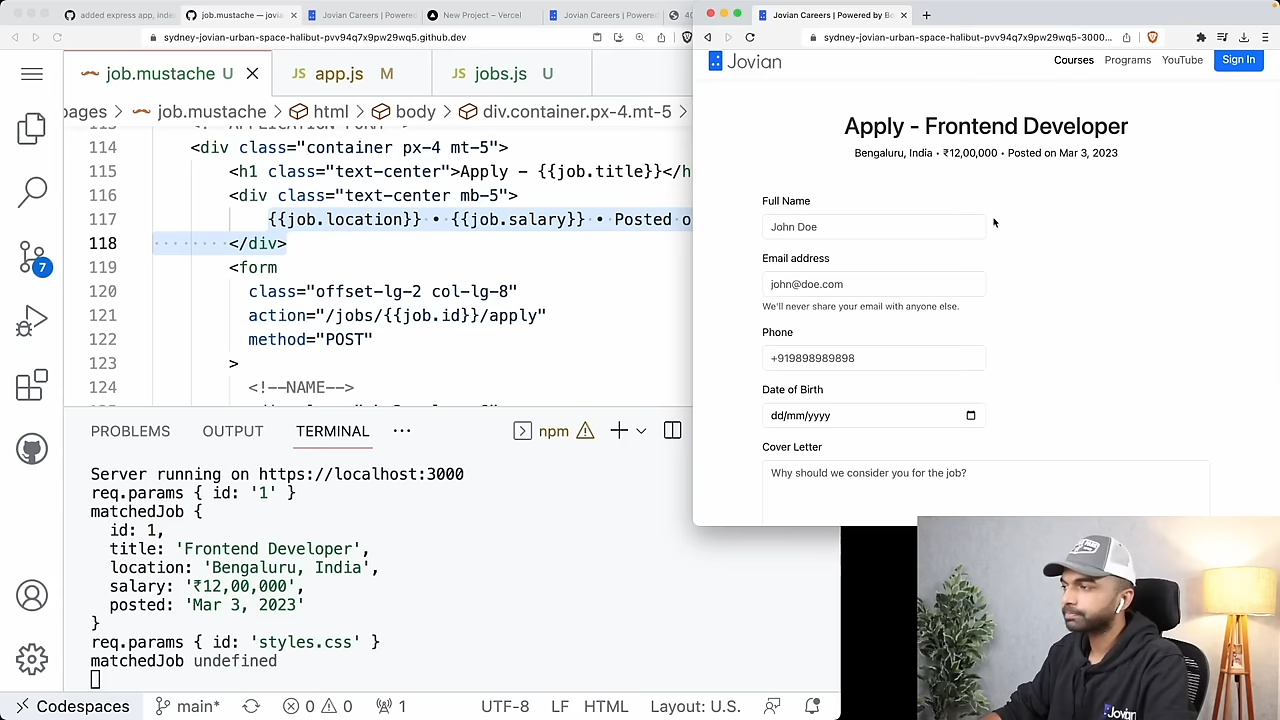 added express app, inde
job.mustache — jovia
Jovian Careers | Powered
New Project – Vercel
Jovian Careers | Powered
sydney-jovian-urban-space-halibut-pvv94q7x9pw29wq5.github.dev
job.mustache U
JS app.js M
JS jobs.js U
pages > job.mustache > html > body > div.container.px-4.mt-5 >
114 <div class="container px-4 mt-5">
115 <h1 class="text-center">Apply - {{job.title}}</h
116 <div class="text-center mb-5">
117 {{job.location}} • {{job.salary}} • Posted o
118 </div>
119 <form
120 class="offset-lg-2 col-lg-8"
121 action="/jobs/{{job.id}}/apply"
122 method="POST"
123 >
124 <!--NAME-->
7
PROBLEMS OUTPUT TERMINAL ··· npm
Server running on https://localhost:3000
req.params { id: '1' }
matchedJob {
id: 1,
title: 'Frontend Developer',
location: 'Bengaluru, India',
salary: '₹12,00,000',
posted: 'Mar 3, 2023'
}
req.params { id: 'styles.css' }
matchedJob undefined
Codespaces main* 0 0 1 UTF-8 LF HTML Layout: U.S.
Jovian Careers | Powered by Bo
sydney-jovian-urban-space-halibut-pvv94q7x9pw29wq5-3000...
Jovian
Courses Programs YouTube Sign In
Apply - Frontend Developer
Bengaluru, India • ₹12,00,000 • Posted on Mar 3, 2023
Full Name
John Doe
Email address
john@doe.com
We'll never share your email with anyone else.
Phone
+919898989898
Date of Birth
dd/mm/yyyy
Cover Letter
Why should we consider you for the job?
Jovian